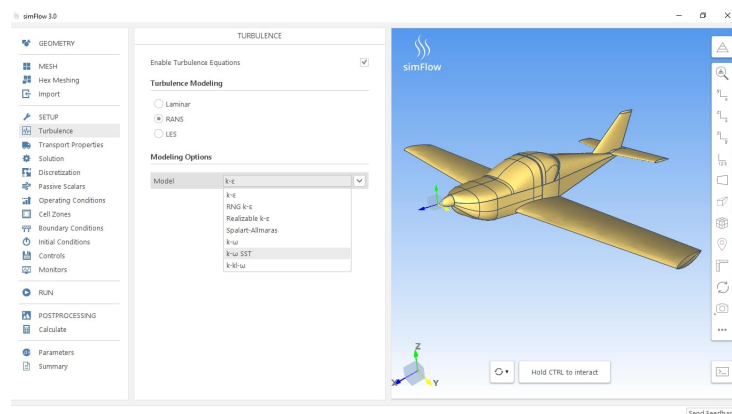 simFlow 3.0
GEOMETRY
MESH
Hex Meshing
Import
SETUP
Turbulence
Transport Properties
Solution
Discretization
Passive Scalars
Operating Conditions
Cell Zones
Boundary Conditions
Initial Conditions
Controls
Monitors
RUN
POSTPROCESSING
Calculate
Parameters
Summary
TURBULENCE
Enable Turbulence Equations
Turbulence Modeling
Laminar
RANS
LES
Modeling Options
Model k-ε
k-ε
RNG k-ε
Realizable k-ε
Spalart-Allmaras
k-ω
k-ω SST
k-kl-ω
simFlow
Z
X
Y
Hold CTRL to interact
Send Feedbac